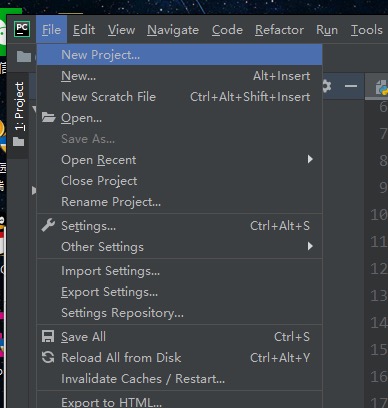 PC File Edit View Navigate Code Refactor Run Tools
New Project...
New... Alt+Insert
New Scratch File Ctrl+Alt+Shift+Insert
Open...
Save As...
Open Recent
Close Project
Rename Project...
Settings... Ctrl+Alt+S
Other Settings
Import Settings...
Export Settings...
Settings Repository...
Save All Ctrl+S
Reload All from Disk Ctrl+Alt+Y
Invalidate Caches / Restart...
Export to HTML...
1: Project
6
7
8
9
10
11
12
13
14
15
16
17